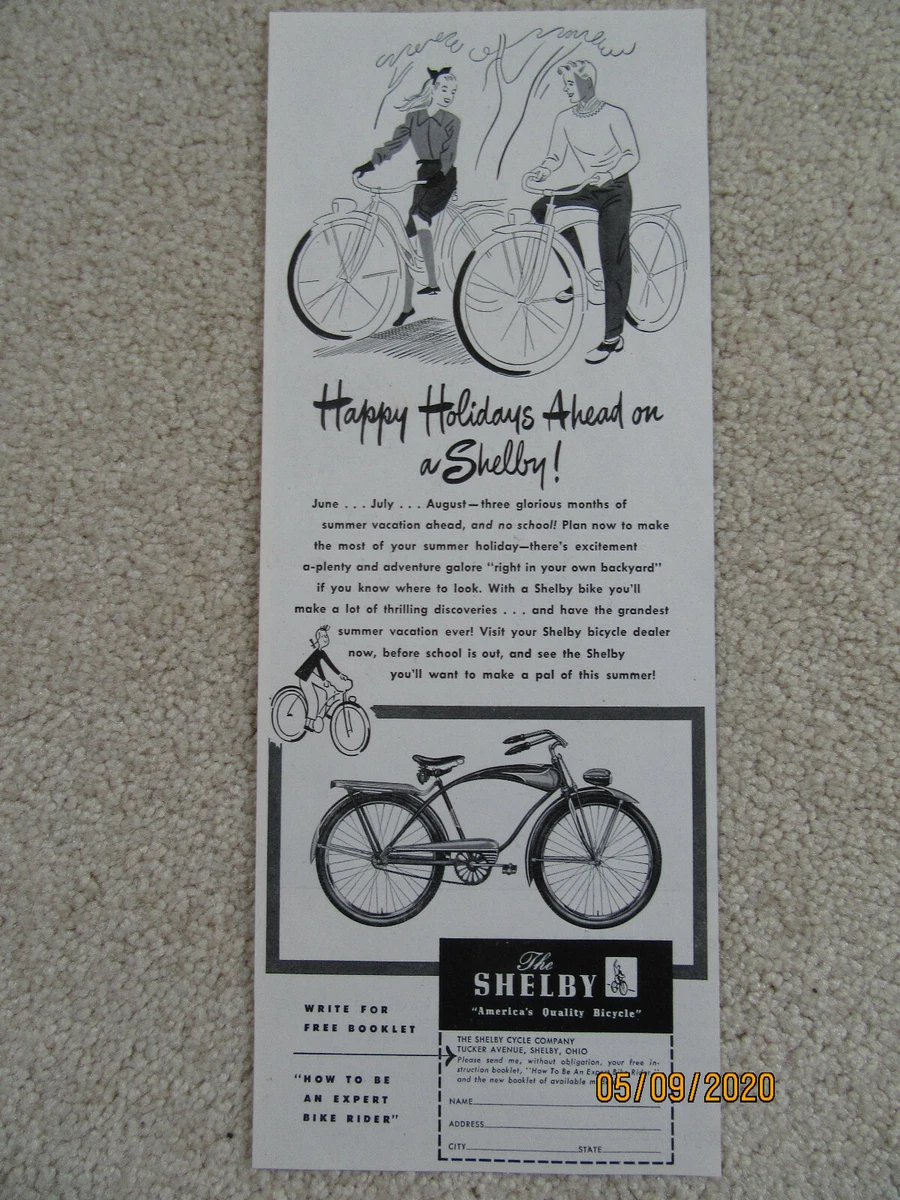 Happy Holidays Ahead on
a Shelby!
June . . . July . . . August—three glorious months of
summer vacation ahead, and no school! Plan now to make
the most of your summer holiday—there's excitement
a-plenty and adventure galore "right in your own backyard"
if you know where to look. With a Shelby bike you'll
make a lot of thrilling discoveries . . . and have the grandest
summer vacation ever! Visit your Shelby bicycle dealer
now, before school is out, and see the Shelby
you'll want to make a pal of this summer!
The
SHELBY
"America's Quality Bicycle"
WRITE FOR
FREE BOOKLET
"HOW TO BE
AN EXPERT
BIKE RIDER"
THE SHELBY CYCLE COMPANY
TUCKER AVENUE, SHELBY, OHIO
Please send me, without obligation, your free in-
struction booklet, "How To Be An Expert Bike Rider,"
and the new booklet of available
NAME
ADDRESS
CITY STATE
05/09/2020